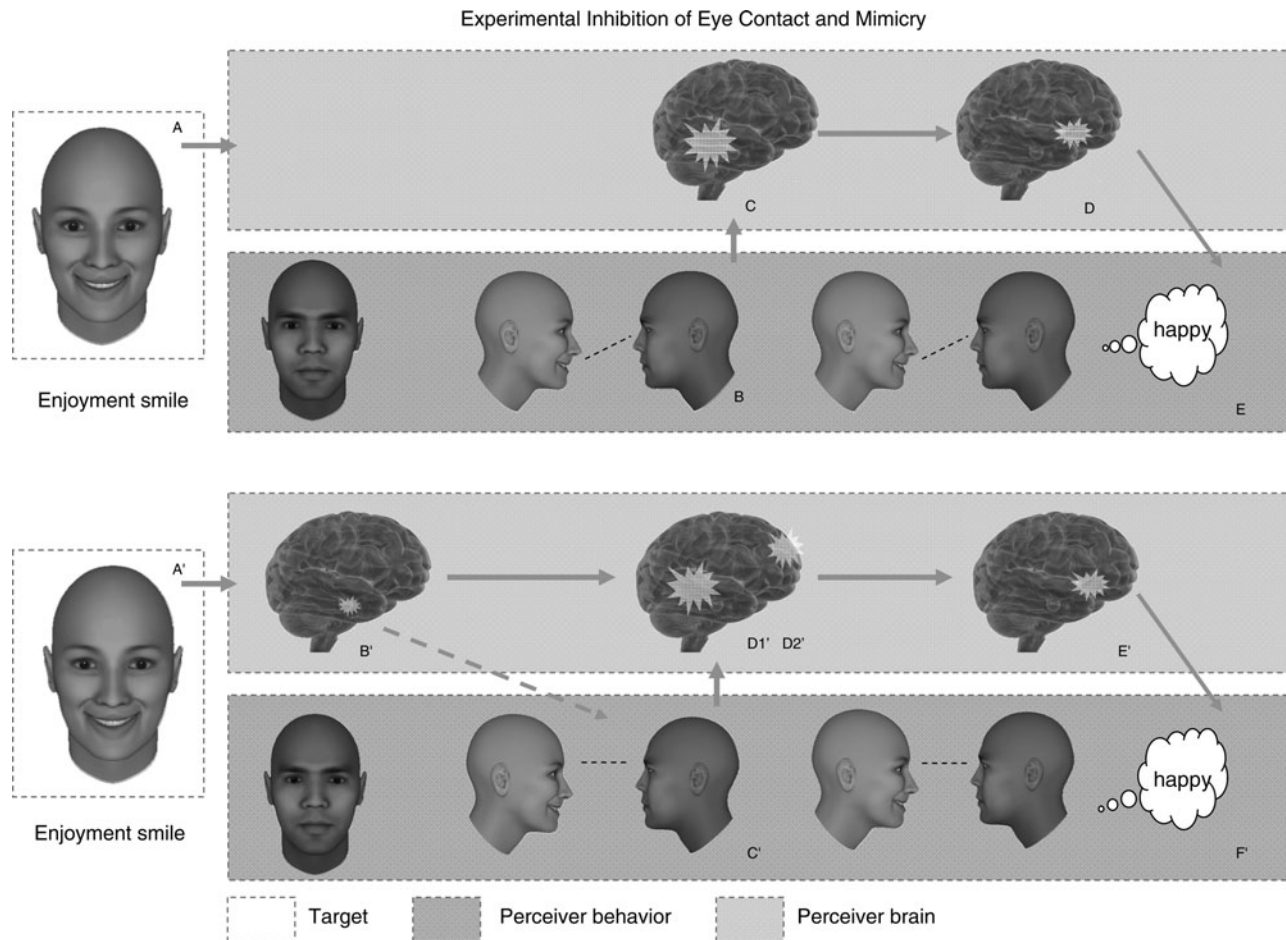 Experimental Inhibition of Eye Contact and Mimicry
A
C
D
Enjoyment smile
B
happy
E
A'
B'
D1' D2'
E'
Enjoyment smile
C'
happy
F'
Target
Perceiver behavior
Perceiver brain